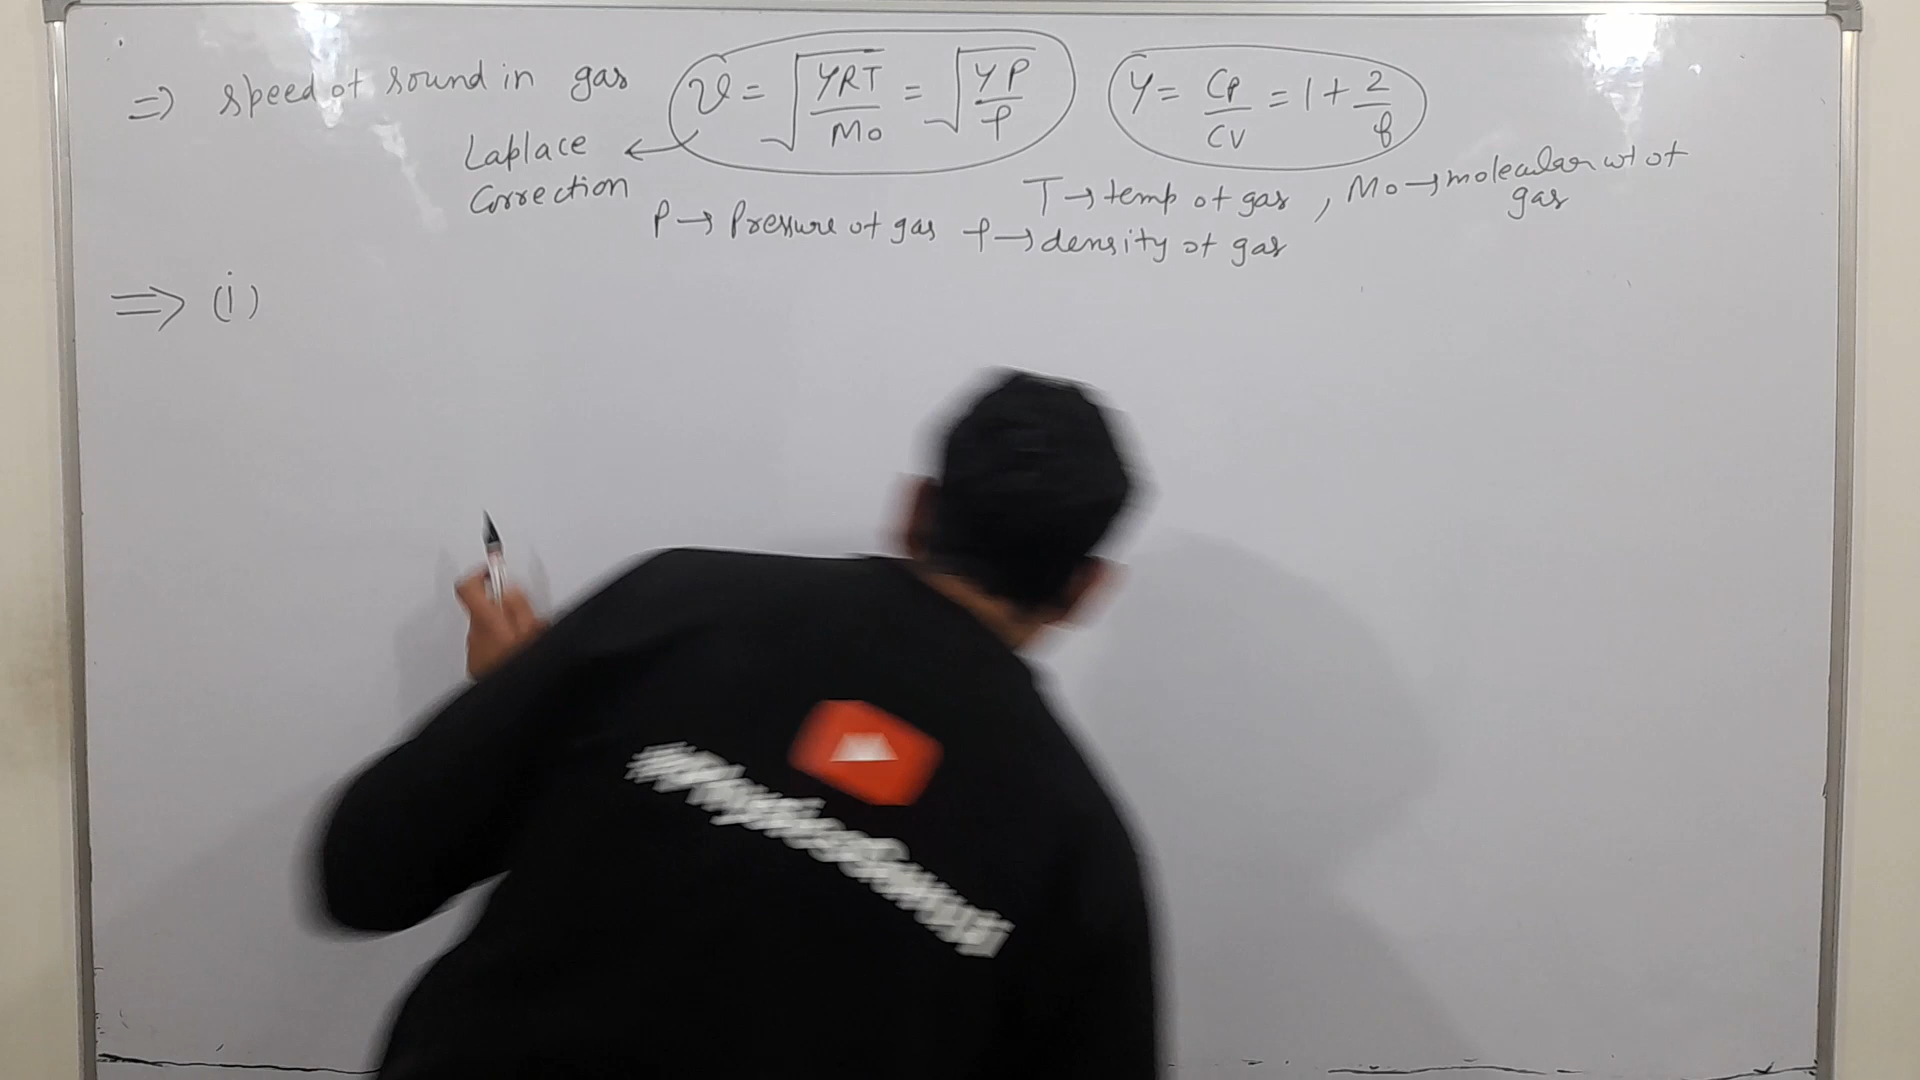 => speed of sound in gas v = √(γRT/Mo) = √(γP/ρ) γ = Cp/Cv = 1 + 2/f
Laplace ←
Correction
T → temp of gas , Mo → molecular wt of
gas
P → Pressure of gas ρ → density of gas
=> (i)